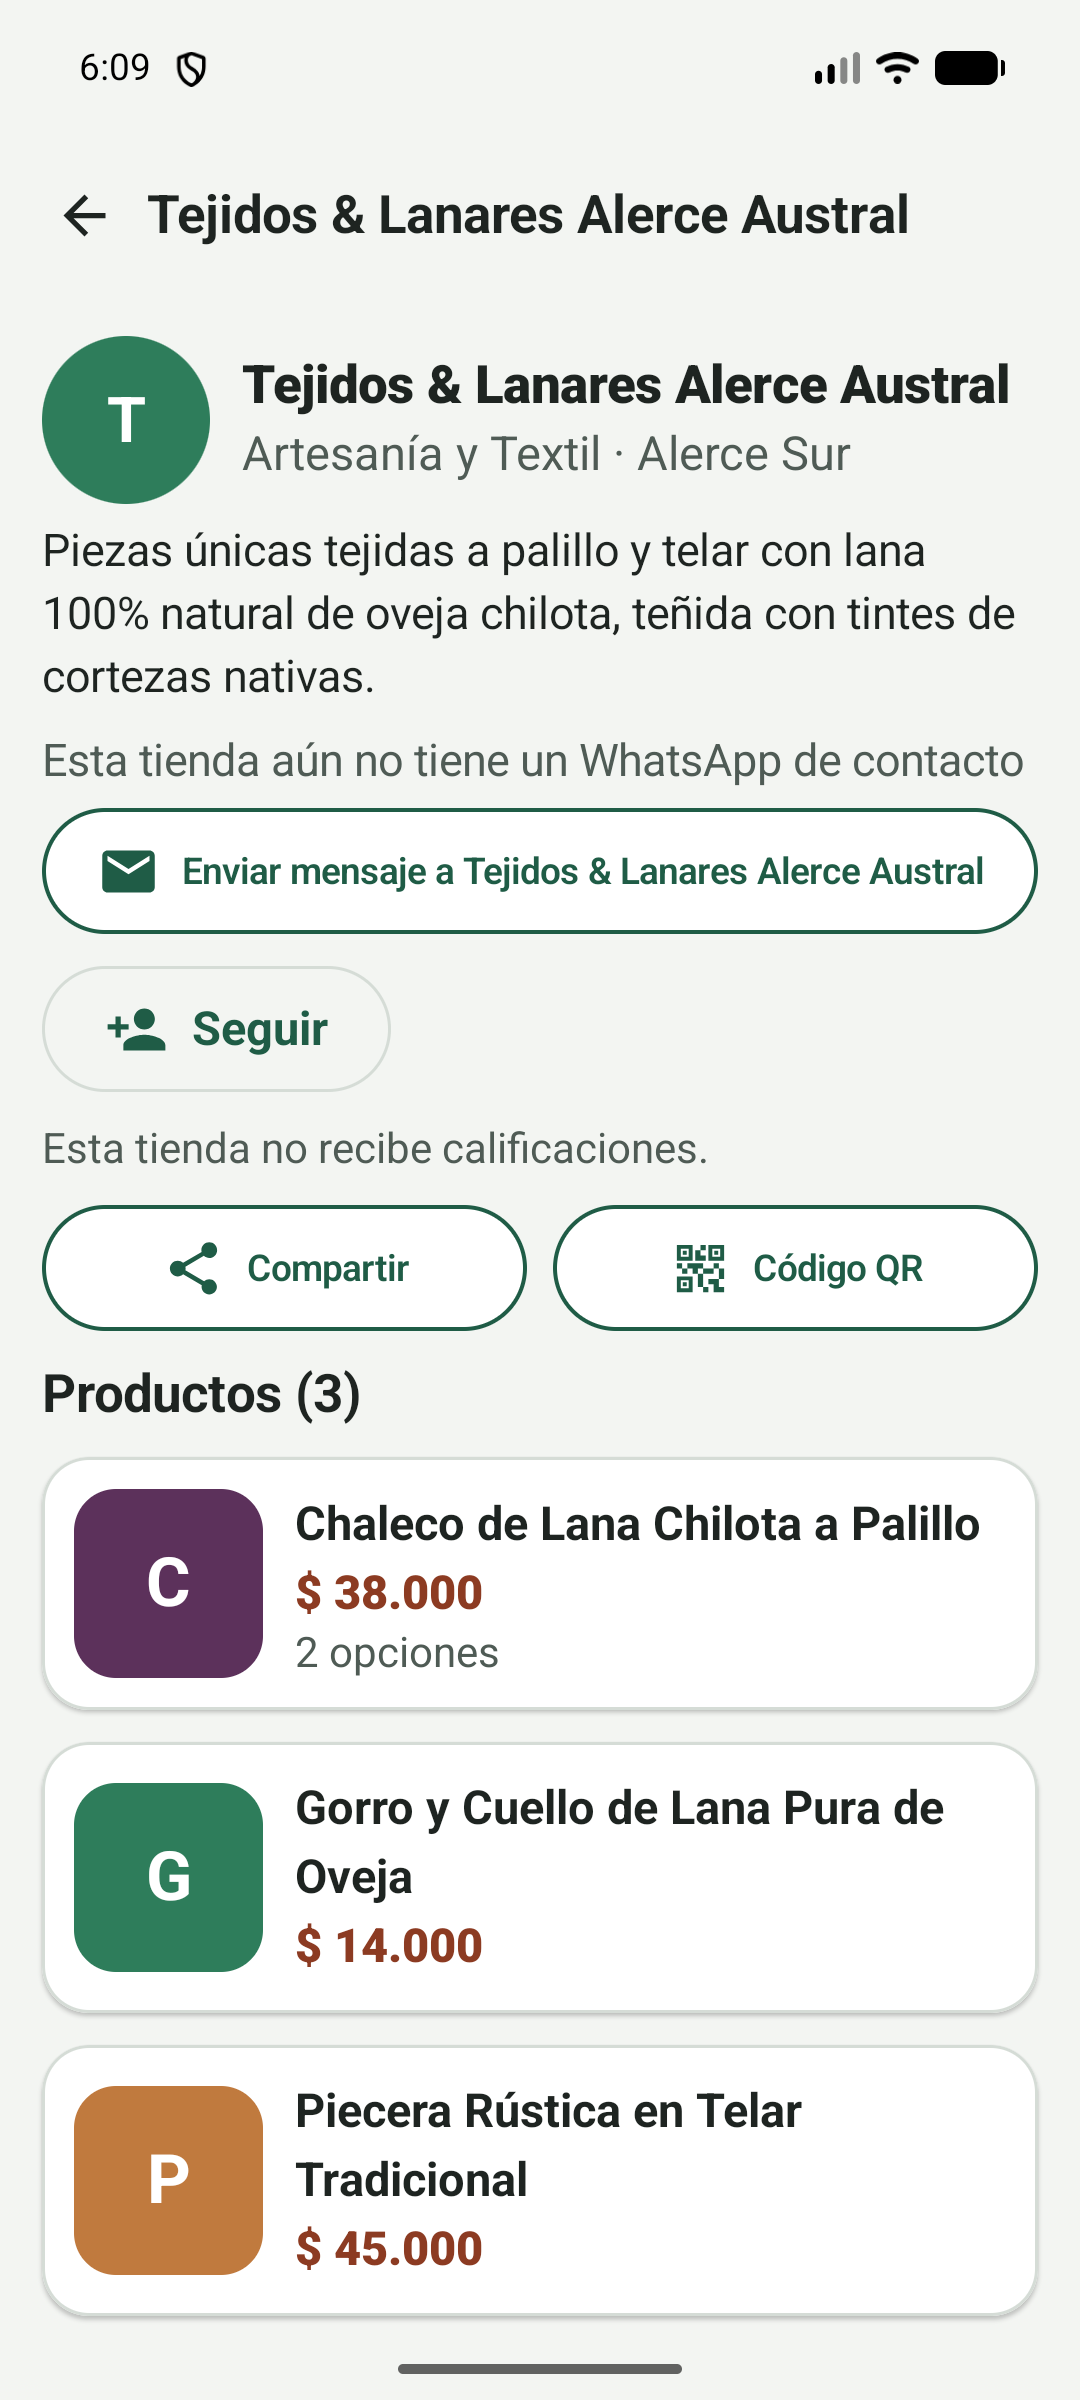 6:09
Tejidos & Lanares Alerce Austral
T
Tejidos & Lanares Alerce Austral
Artesanía y Textil · Alerce Sur
Piezas únicas tejidas a palillo y telar con lana
100% natural de oveja chilota, teñida con tintes de
cortezas nativas.
Esta tienda aún no tiene un WhatsApp de contacto
Enviar mensaje a Tejidos & Lanares Alerce Austral
Seguir
Esta tienda no recibe calificaciones.
Compartir
Código QR
Productos (3)
C
Chaleco de Lana Chilota a Palillo
$ 38.000
2 opciones
G
Gorro y Cuello de Lana Pura de
Oveja
$ 14.000
P
Piecera Rústica en Telar
Tradicional
$ 45.000